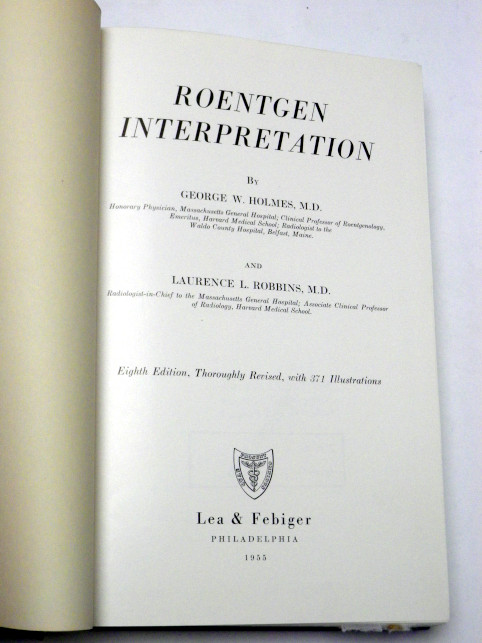 ROENTGEN
INTERPRETATION
BY
GEORGE W. HOLMES, M.D.
Honorary Physician, Massachusetts General Hospital; Clinical Professor of Roentgenology,
Emeritus, Harvard Medical School; Radiologist to the
Waldo County Hospital, Belfast, Maine.
AND
LAURENCE L. ROBBINS, M.D.
Radiologist-in-Chief to the Massachusetts General Hospital; Associate Clinical Professor
of Radiology, Harvard Medical School.
Eighth Edition, Thoroughly Revised, with 371 Illustrations
Lea & Febiger
PHILADELPHIA
1955